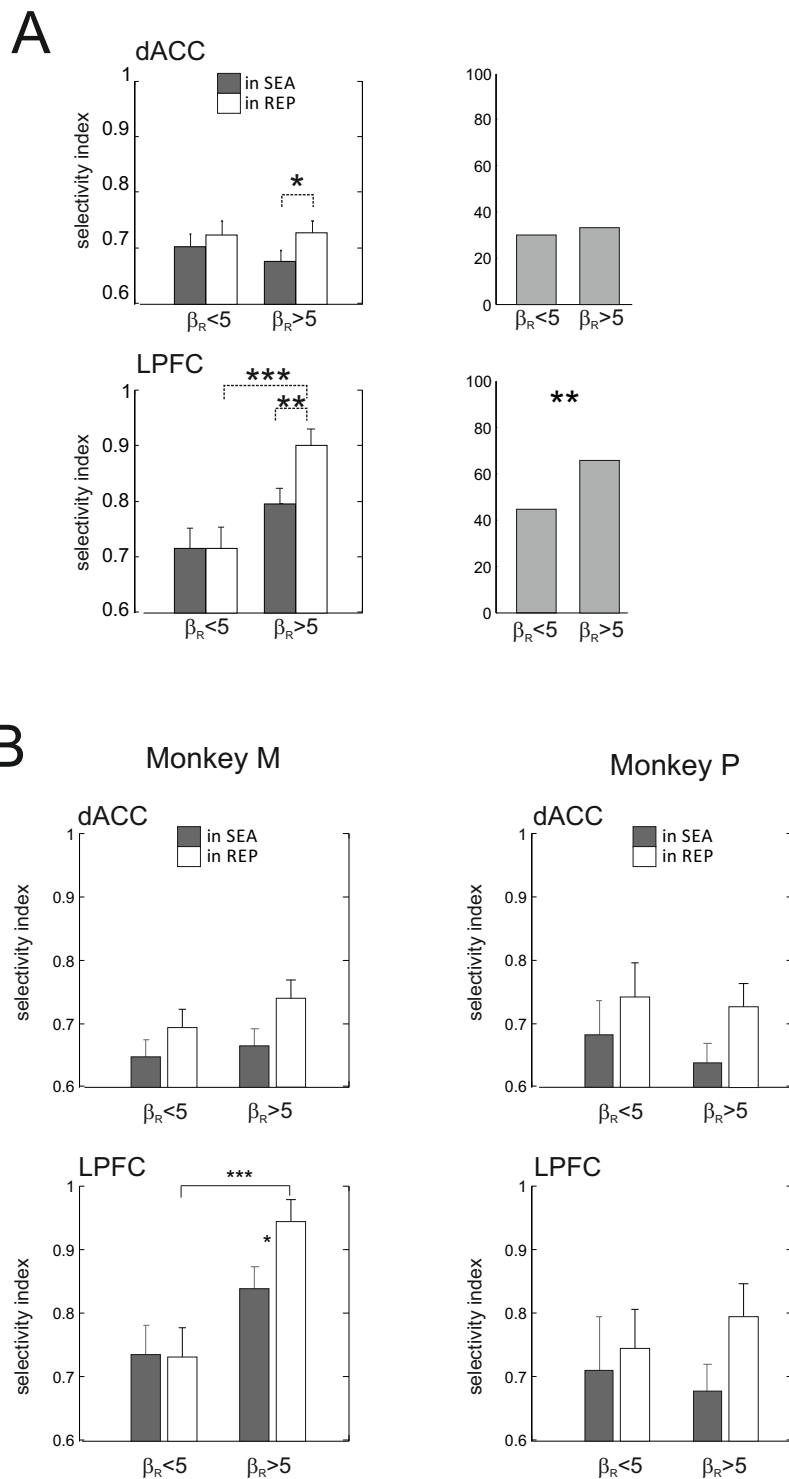 A
dACC
in SEA
in REP
selectivity index
1
0.9
0.8
0.7
0.6
*
βR<5 βR>5
100
80
60
40
20
0
βR<5 βR>5
LPFC
selectivity index
1
0.9
0.8
0.7
0.6
***
**
βR<5 βR>5
100
80
60
40
20
0
**
βR<5 βR>5
B
Monkey M
Monkey P
dACC
in SEA
in REP
selectivity index
1
0.9
0.8
0.7
0.6
βR<5 βR>5
dACC
in SEA
in REP
selectivity index
1
0.9
0.8
0.7
0.6
βR<5 βR>5
LPFC
selectivity index
1
0.9
0.8
0.7
0.6
***
*
βR<5 βR>5
LPFC
selectivity index
1
0.9
0.8
0.7
0.6
βR<5 βR>5